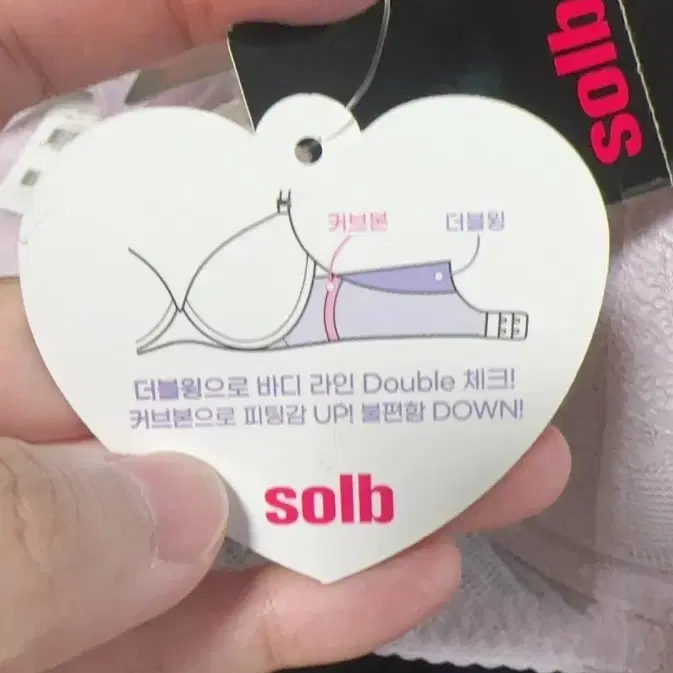 solb
커브본 더블윙
더블윙으로 바디 라인 Double 체크!
커브본으로 피팅감 UP! 불편함 DOWN!
solb